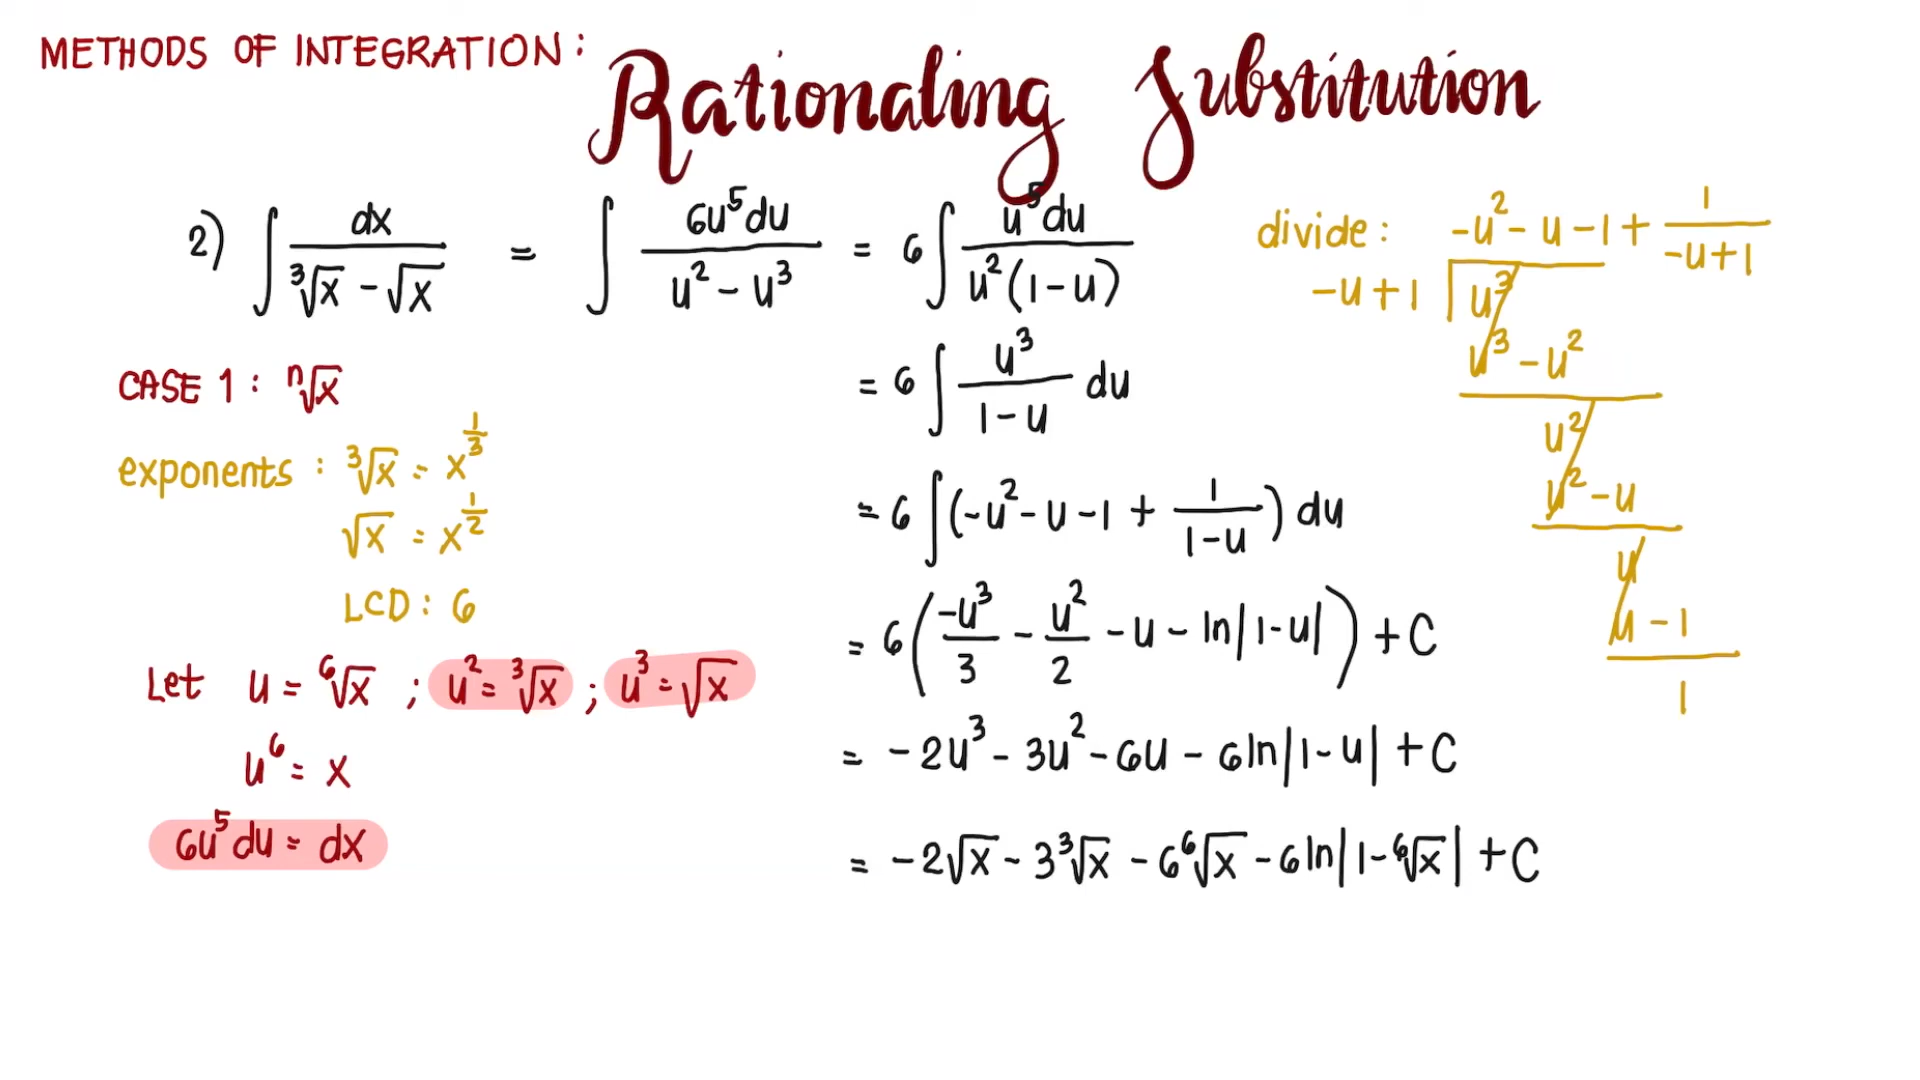 METHODS OF INTEGRATION: Rationaling Substitution
2) ∫ dx / (³√x - √x) = ∫ 6u⁵du / (u² - u³) = 6 ∫ u⁵du / (u²(1-u))
= 6 ∫ u³ / (1-u) du
= 6 ∫ (-u² - u - 1 + 1/(1-u)) du
= 6 (-u³/3 - u²/2 - u - ln|1-u|) + C
= -2u³ - 3u² - 6u - 6ln|1-u| + C
= -2√x - 3³√x - 6⁶√x - 6ln|1-⁶√x| + C
CASE 1: ⁿ√x
exponents: ³√x = x^(1/3)
√x = x^(1/2)
LCD: 6
Let u = ⁶√x ; u² = ³√x ; u³ = √x
u⁶ = x
6u⁵du = dx
divide: -u² - u - 1 + 1/(-u+1)
-u+1 √u³
u³ - u²
u²
u² - u
u
u - 1
1